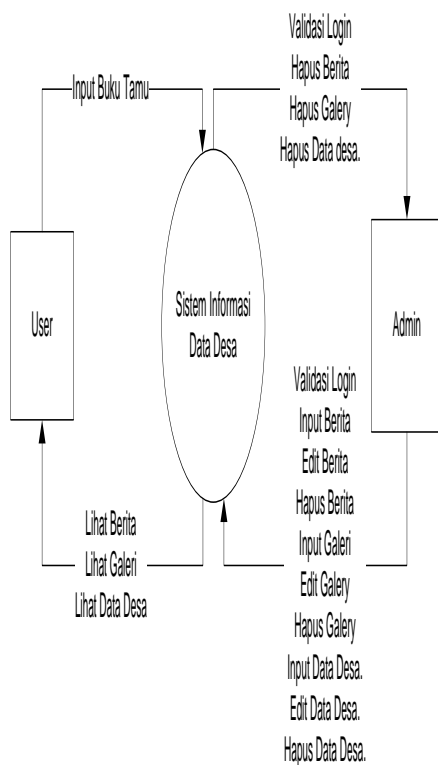 Validasi Login
Hapus Berita
Hapus Galery
Hapus Data desa.
Input Buku Tamu
User
Sistem Informasi
Data Desa
Admin
Validasi Login
Input Berita
Edit Berita
Hapus Berita
Input Galeri
Edit Galery
Hapus Galery
Input Data Desa.
Edit Data Desa.
Hapus Data Desa.
Lihat Berita
Lihat Galeri
Lihat Data Desa